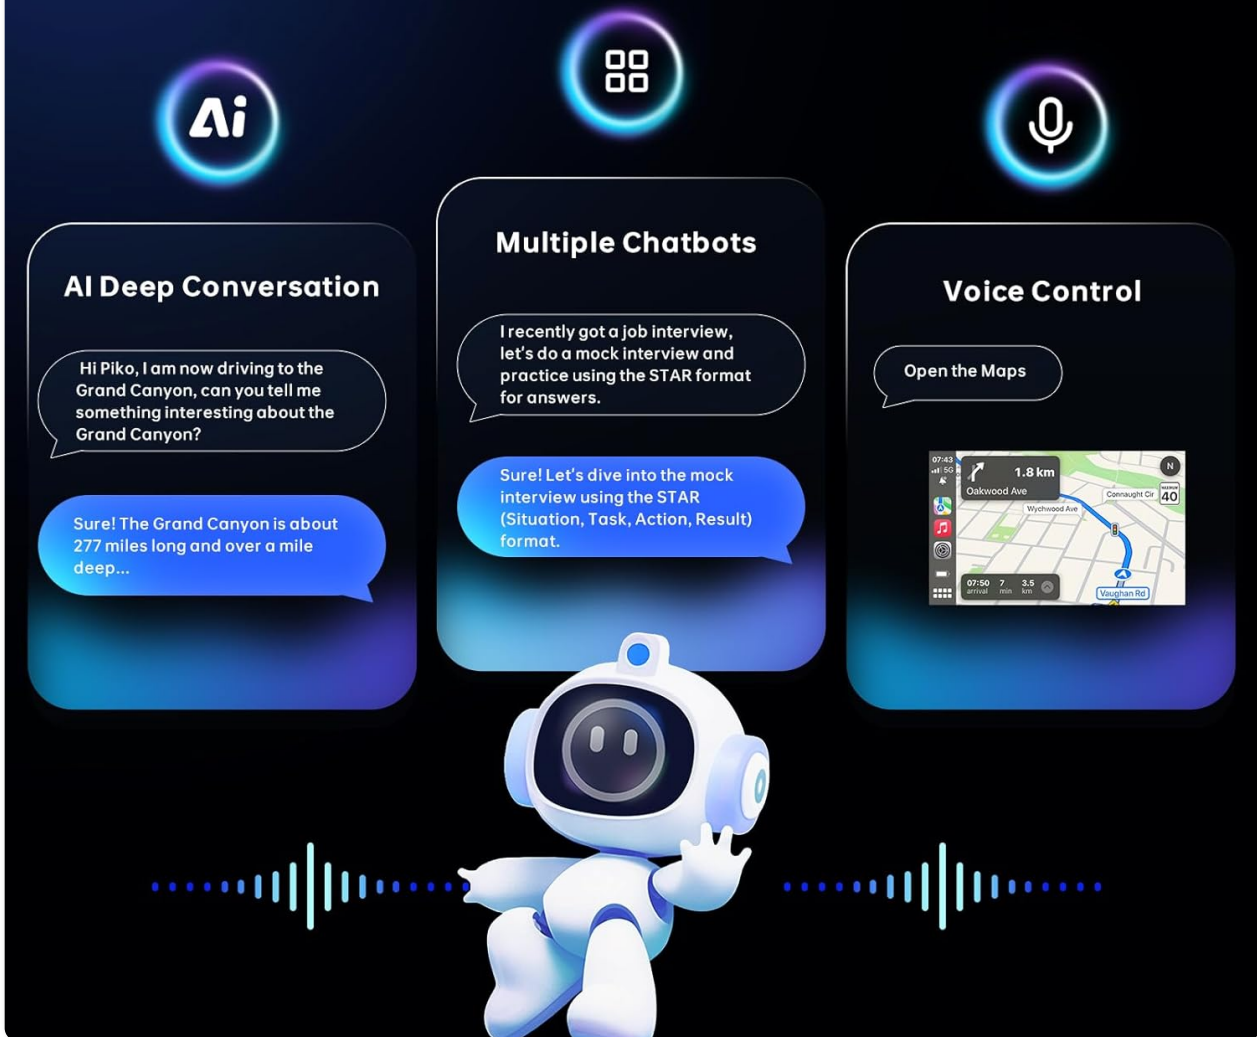 Ai
AI Deep Conversation
Hi Piko, I am now driving to the
Grand Canyon, can you tell me
something interesting about the
Grand Canyon?
Sure! The Grand Canyon is about
277 miles long and over a mile
deep...
Multiple Chatbots
I recently got a job interview,
let's do a mock interview and
practice using the STAR format
for answers.
Sure! Let's dive into the mock
interview using the STAR
(Situation, Task, Action, Result)
format.
Voice Control
Open the Maps
07:43
5G
1.8 km
Oakwood Ave
N
Connaught Cir
MAXIMUM
40
Wychwood Ave
07:50 7 3.5
arrival min km
Vaughan Rd